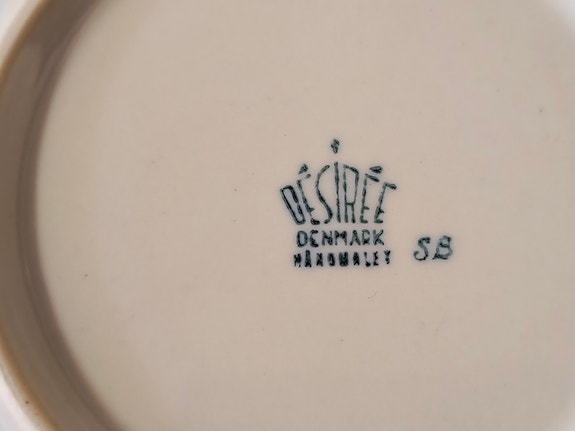 DÉSIRÉE
DENMARK SB
HÅNDMALET